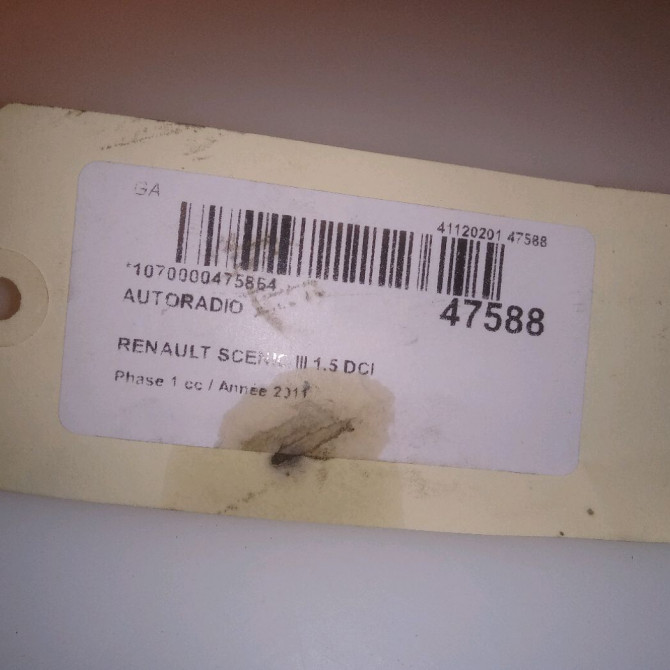 GA
41120201 47588
*1070000475864
AUTORADIO
47588
RENAULT SCENIC III 1.5 DCI
Phase 1 cc / Année 2011